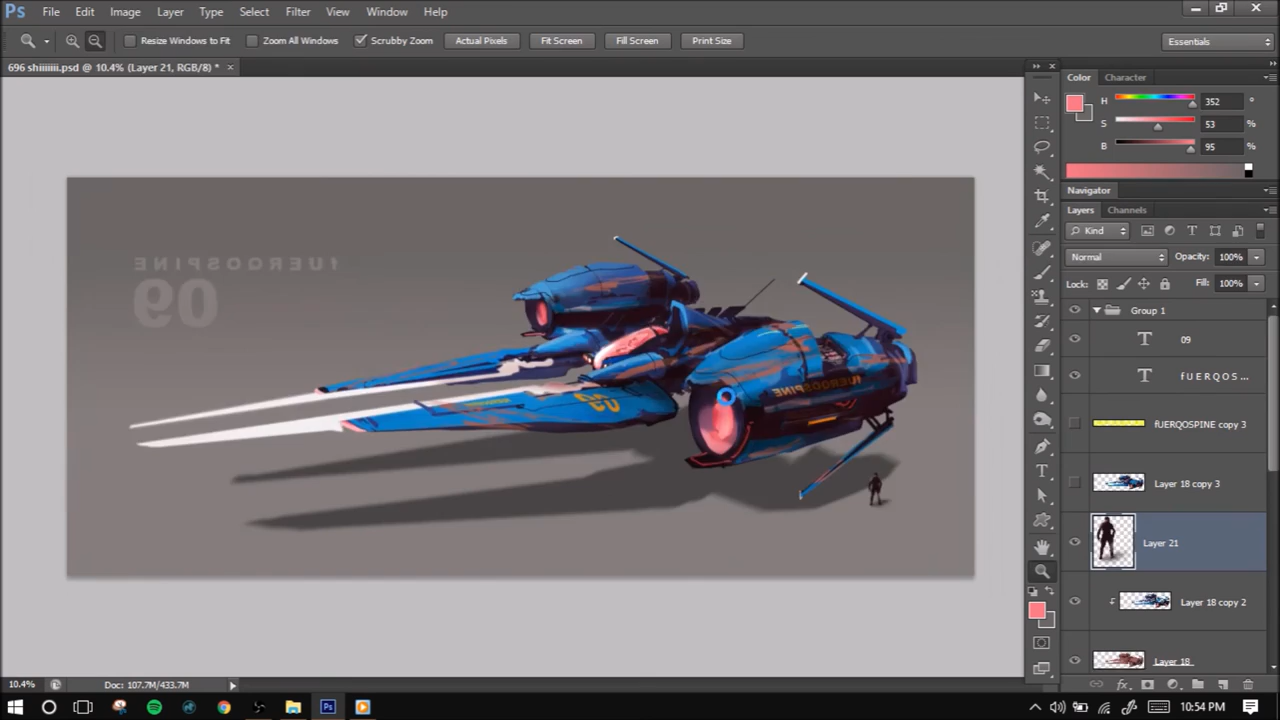 Ps File Edit Image Layer Type Select Filter View Window Help
Resize Windows to Fit Zoom All Windows Scrubby Zoom Actual Pixels Fit Screen Fill Screen Print Size Essentials
696 shiiiiiii.psd @ 10.4% (Layer 21, RGB/8) * ×
Color Character
H 352 °
S 53 %
B 95 %
Navigator
Layers Channels
Kind
Normal Opacity: 100%
Lock: Fill: 100%
Group 1
T 09
T f U E R Q O S ...
fUERQOSPINE copy 3
Layer 18 copy 3
Layer 21
Layer 18 copy 2
Layer 18
fUERQOSPINE
09
fUERQOSPINE
09
10.4% Doc: 107.7M/433.7M
fx
Ps 10:54 PM